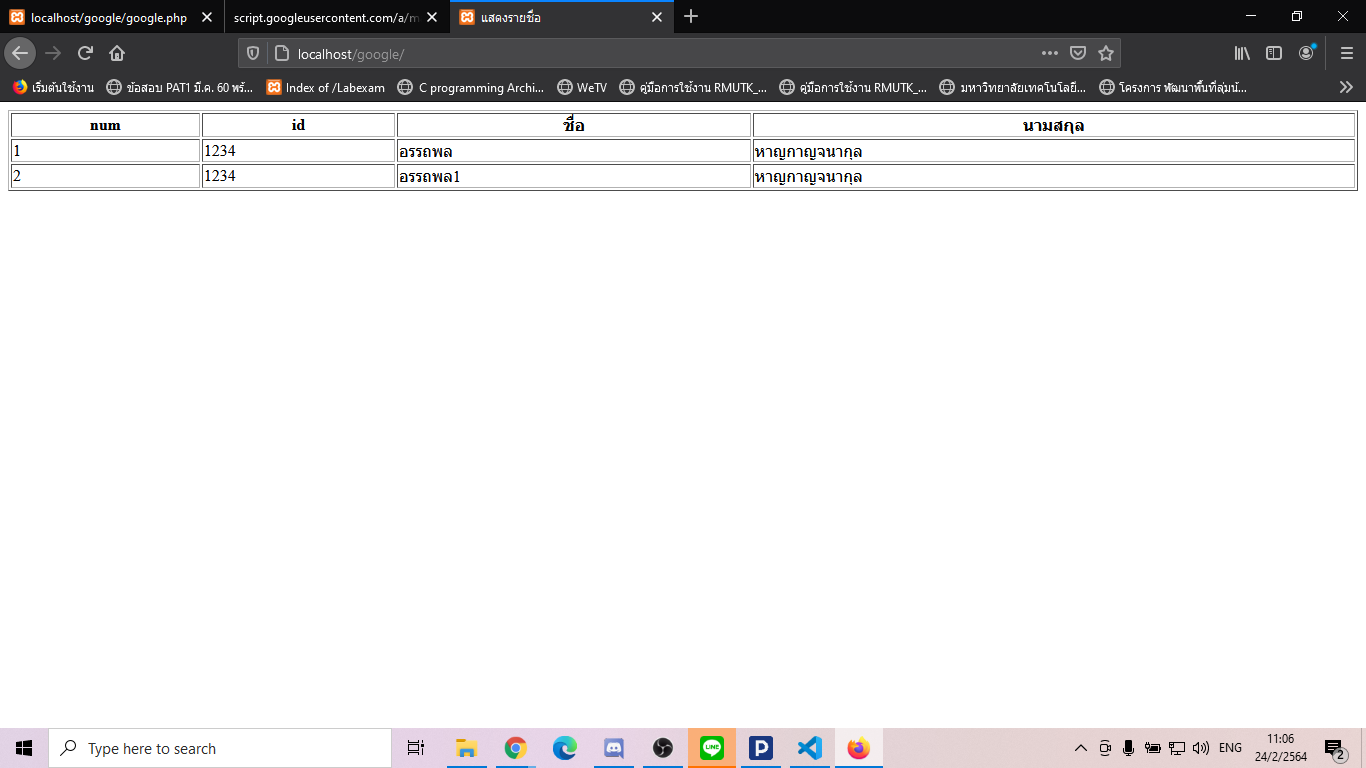 localhost/google/google.php
script.googleusercontent.com/a/m
แสดงรายชื่อ
localhost/google/
เริ่มต้นใช้งาน
ข้อสอบ PAT1 มี.ค. 60 พร้...
Index of /Labexam
C programming Archi...
WeTV
คู่มือการใช้งาน RMUTK_...
คู่มือการใช้งาน RMUTK_...
มหาวิทยาลัยเทคโนโลยี...
โครงการ พัฒนาพื้นที่ลุ่มน้...
num id ชื่อ นามสกุล
1 1234 อรรถพล หาญกาญจนากุล
2 1234 อรรถพล1 หาญกาญจนากุล
Type here to search
ENG
11:06
24/2/2564
2